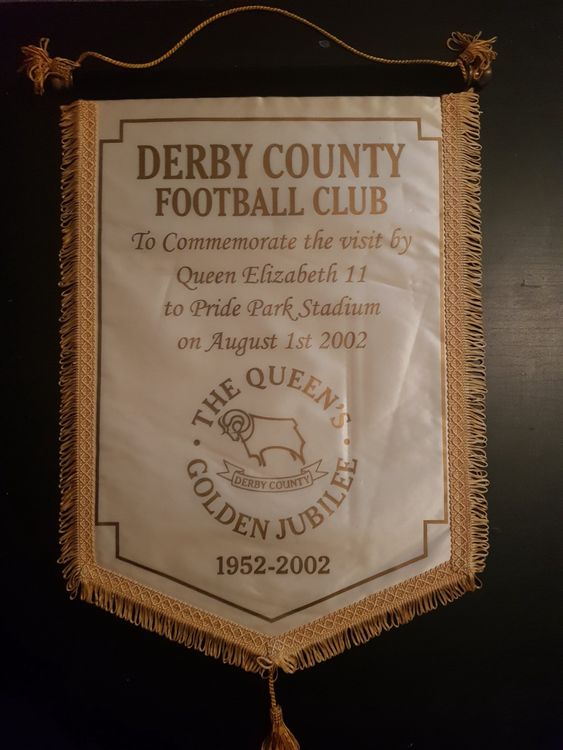 DERBY COUNTY
FOOTBALL CLUB
To Commemorate the visit by
Queen Elizabeth 11
to Pride Park Stadium
on August 1st 2002
· THE QUEEN'S ·
DERBY COUNTY
GOLDEN JUBILEE
1952-2002